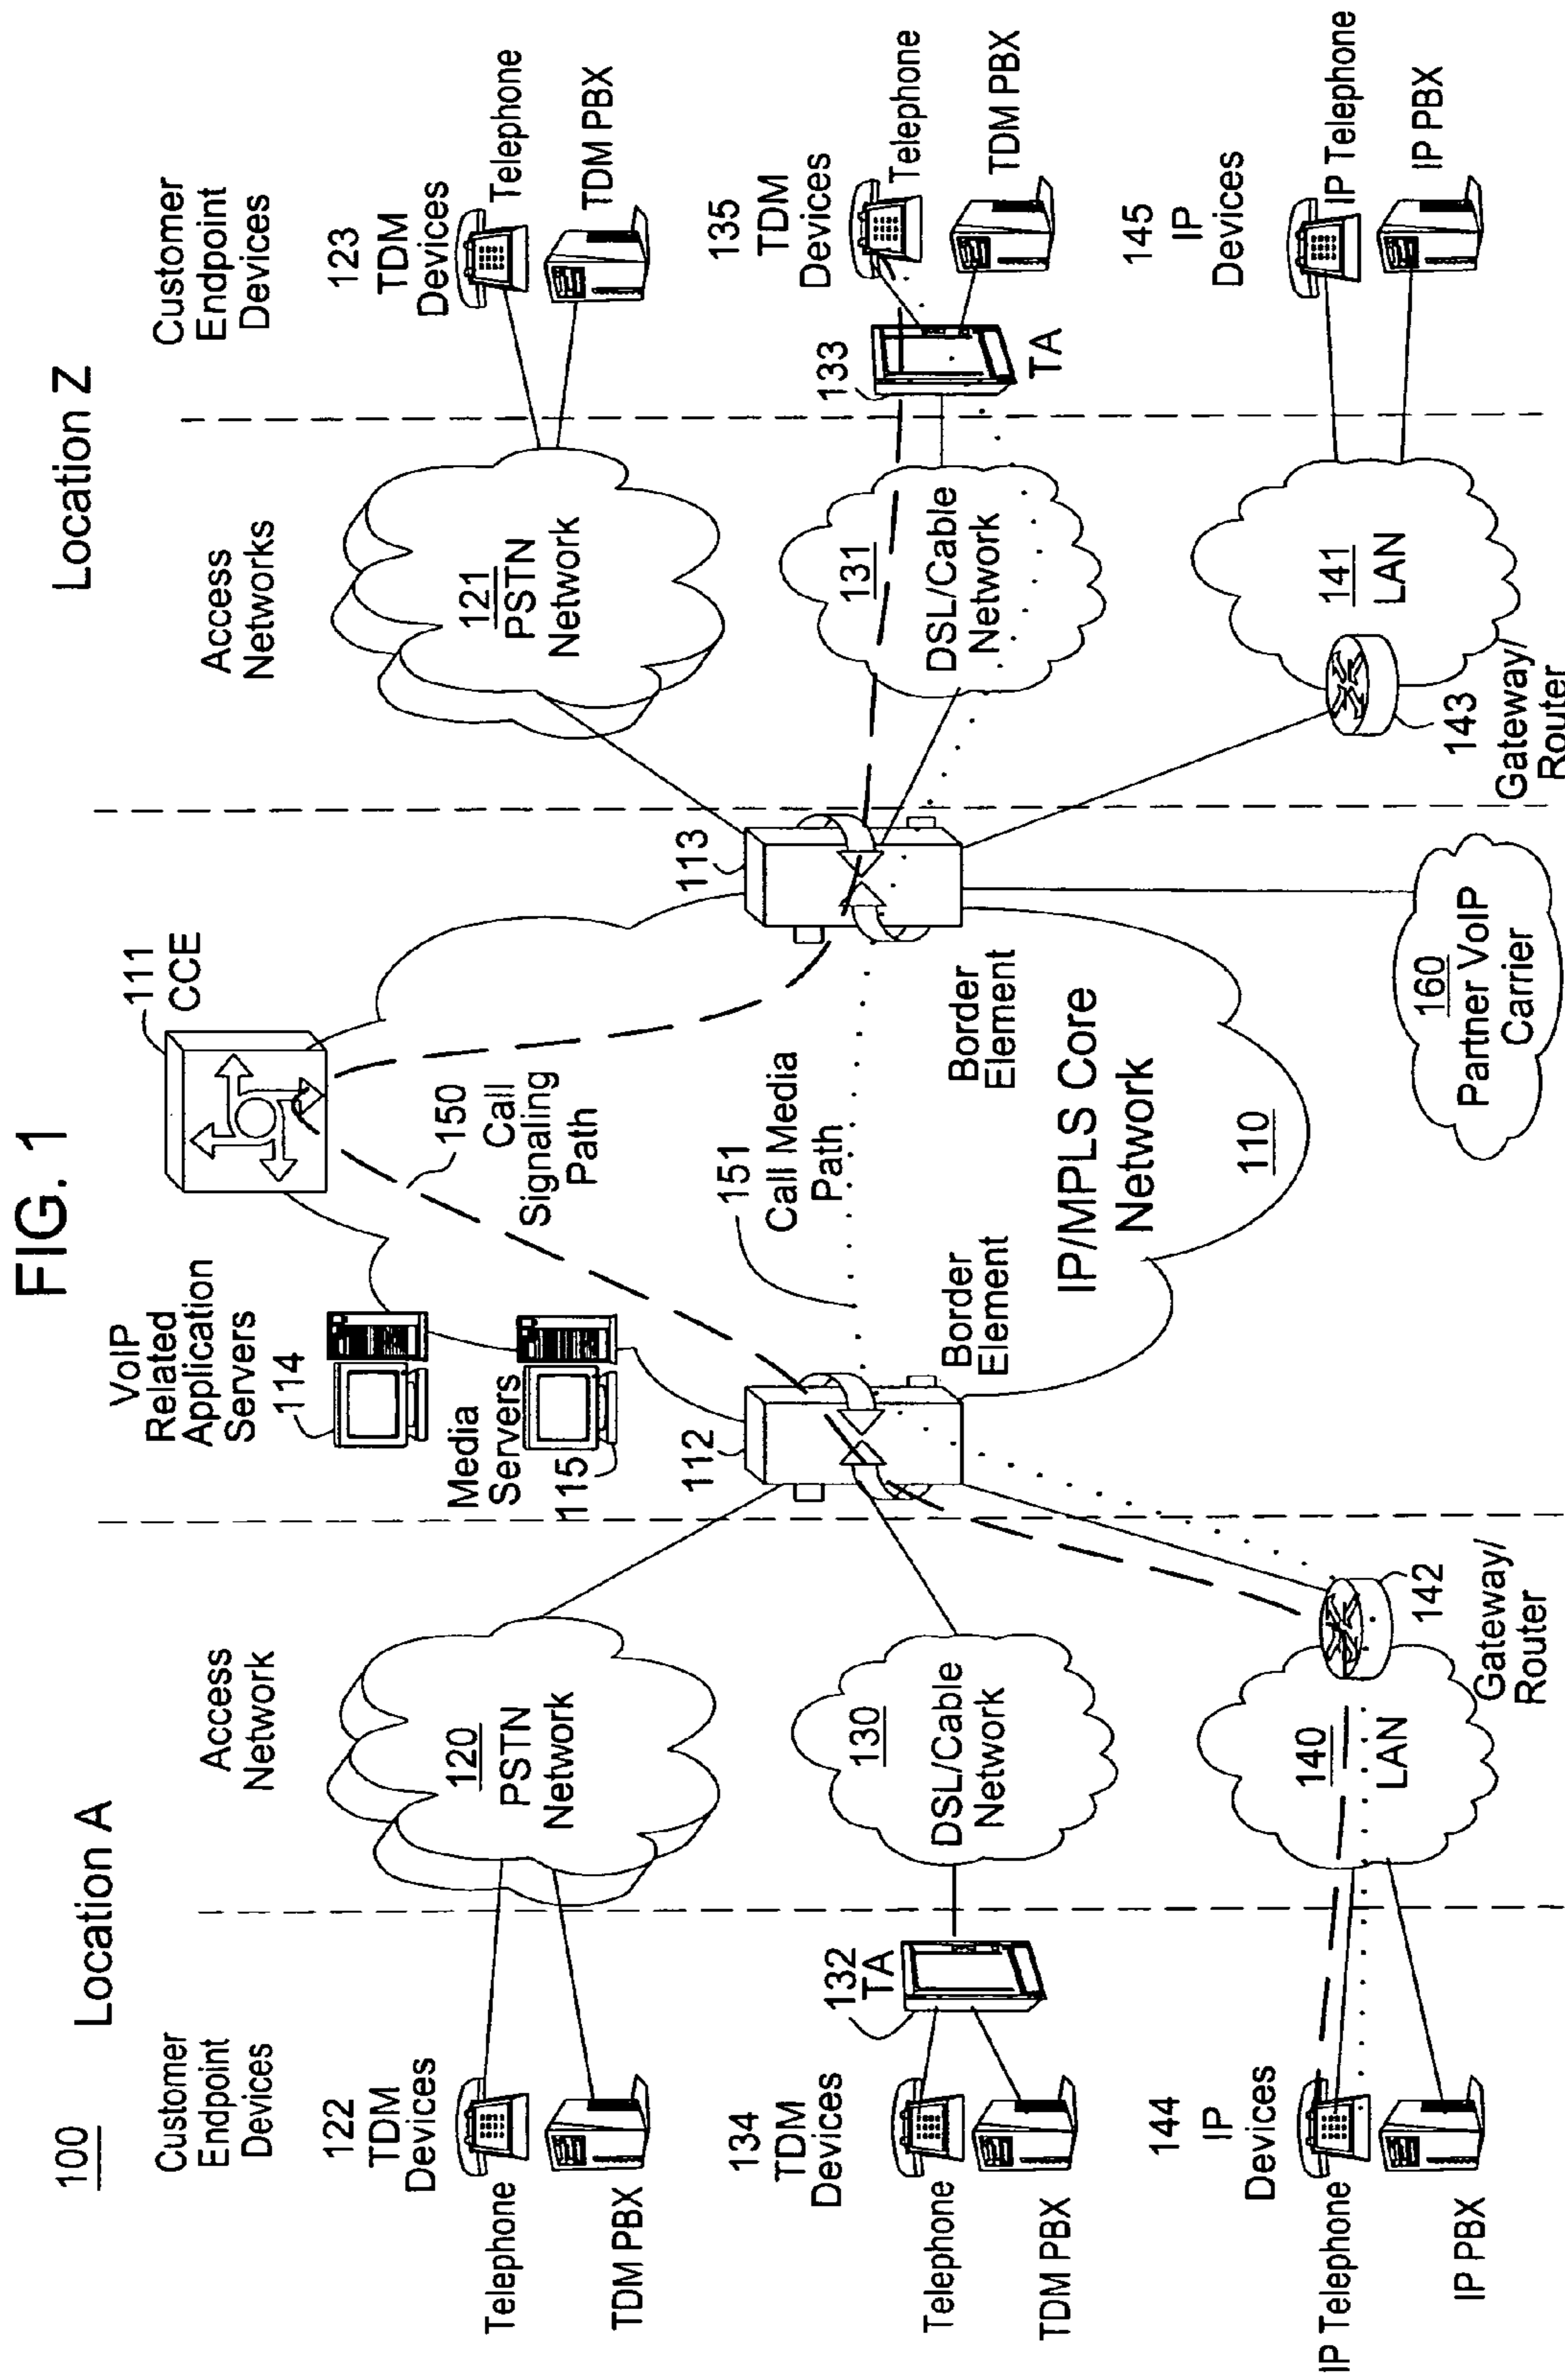 FIG. 1
100
Location A
Location Z
Customer
Endpoint
Devices
Access
Network
VoIP
Related
Application
Servers
114
111
CCE
Access
Networks
Customer
Endpoint
Devices
122
TDM
Devices
Telephone
TDM PBX
120
PSTN
Network
Media
Servers
115
150
Call
Signaling
Path
121
PSTN
Network
123
TDM
Devices
Telephone
TDM PBX
134
TDM
Devices
Telephone
TDM PBX
132
TA
130
DSL/Cable
Network
112
Border
Element
151
Call Media
Path
113
Border
Element
131
DSL/Cable
Network
133
TA
135
TDM
Devices
Telephone
TDM PBX
IP/MPLS Core
Network
110
144
IP
Devices
IP Telephone
IP PBX
140
LAN
142
Gateway/
Router
160
Partner VoIP
Carrier
143
Gateway/
Router
141
LAN
145
IP
Devices
IP Telephone
IP PBX